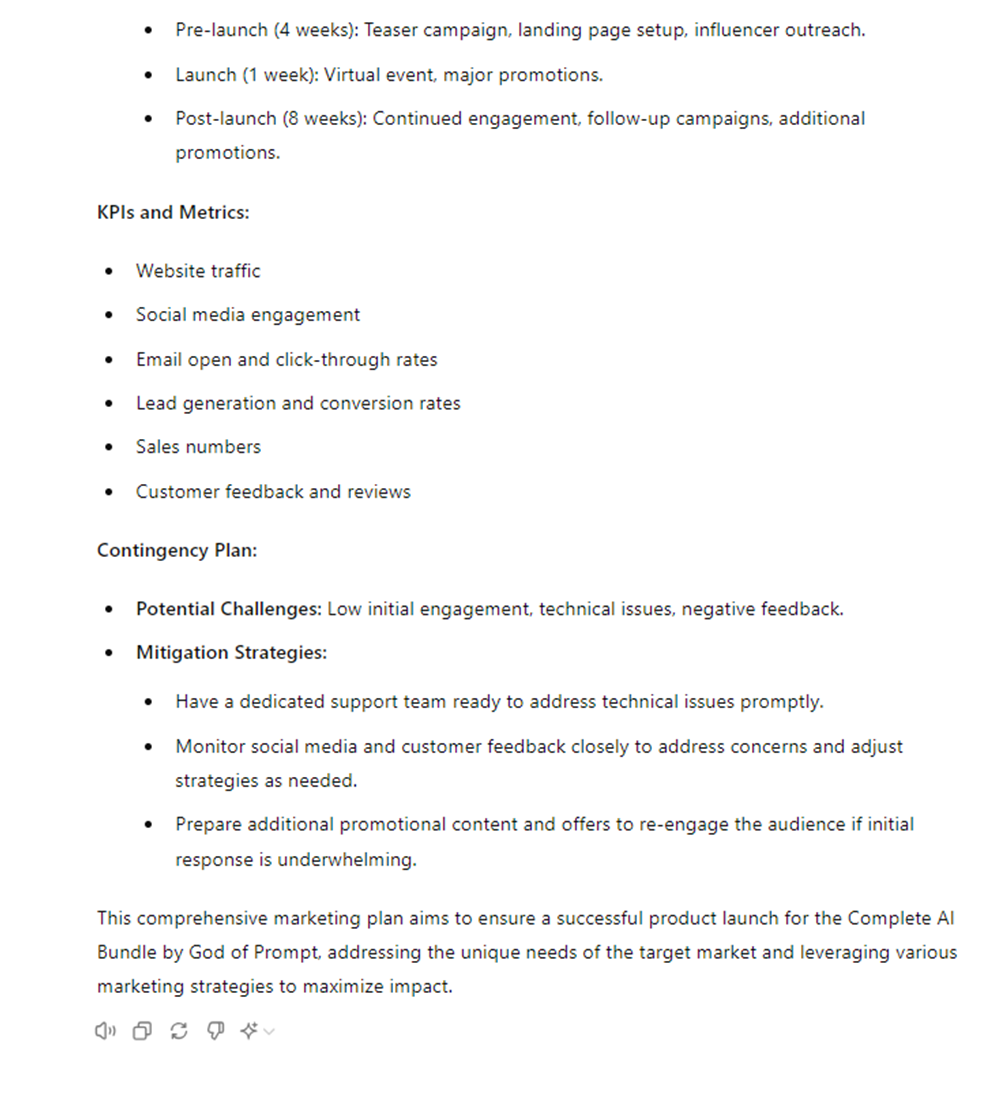 Pre-launch (4 weeks): Teaser campaign, landing page setup, influencer outreach.
Launch (1 week): Virtual event, major promotions.
Post-launch (8 weeks): Continued engagement, follow-up campaigns, additional
promotions.
KPIs and Metrics:
Website traffic
Social media engagement
Email open and click-through rates
Lead generation and conversion rates
Sales numbers
Customer feedback and reviews
Contingency Plan:
Potential Challenges: Low initial engagement, technical issues, negative feedback.
Mitigation Strategies:
Have a dedicated support team ready to address technical issues promptly.
Monitor social media and customer feedback closely to address concerns and adjust
strategies as needed.
Prepare additional promotional content and offers to re-engage the audience if initial
response is underwhelming.
This comprehensive marketing plan aims to ensure a successful product launch for the Complete AI
Bundle by God of Prompt, addressing the unique needs of the target market and leveraging various
marketing strategies to maximize impact.